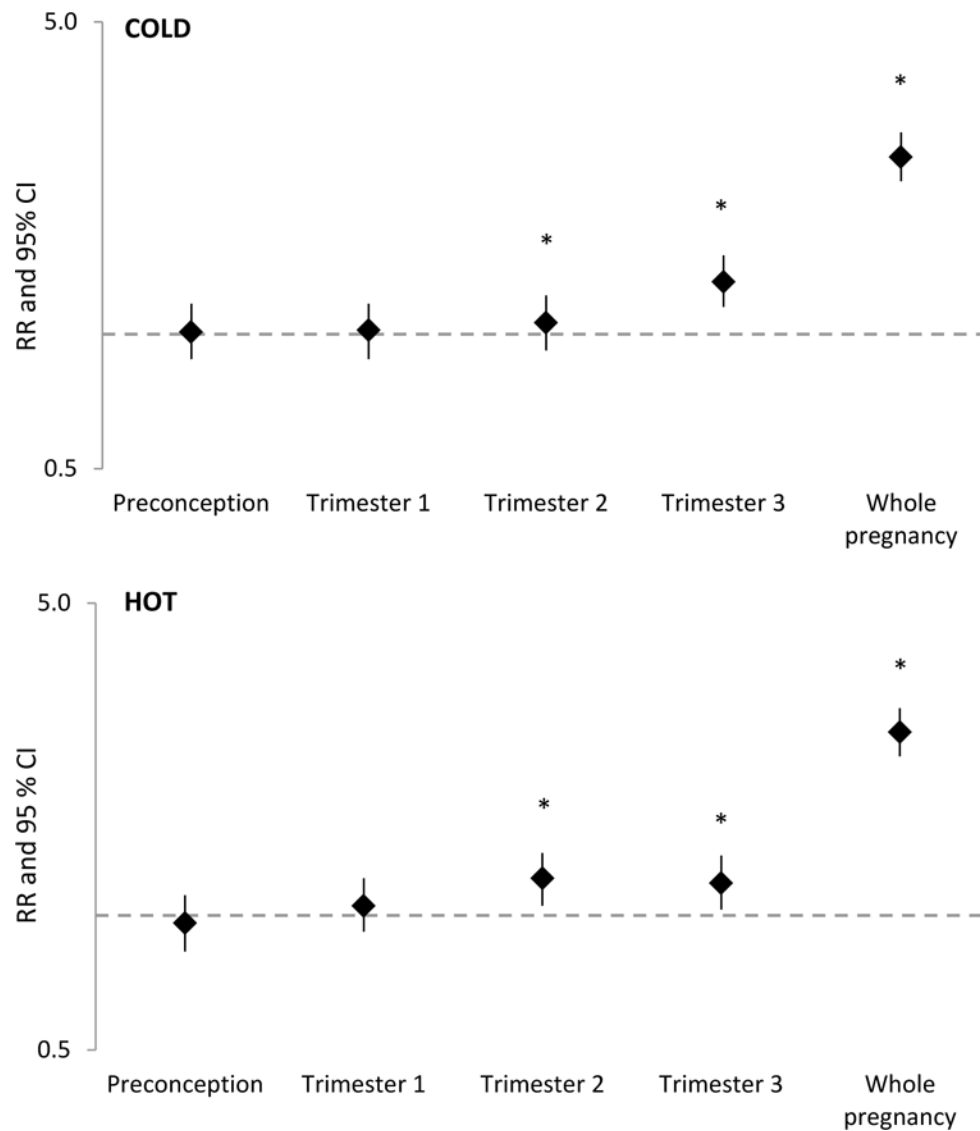 5.0
COLD
*
*
*
RR and 95% CI
0.5
Preconception
Trimester 1
Trimester 2
Trimester 3
Whole
pregnancy
5.0
HOT
*
*
*
RR and 95 % CI
0.5
Preconception
Trimester 1
Trimester 2
Trimester 3
Whole
pregnancy